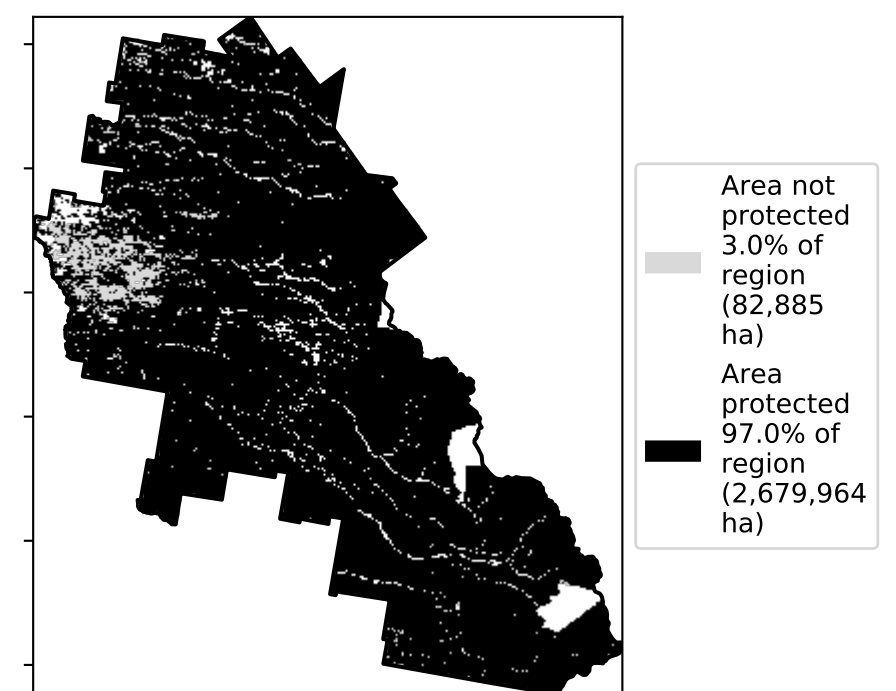 Area not
protected
3.0% of
region
(82,885
ha)
Area
protected
97.0% of
region
(2,679,964
ha)